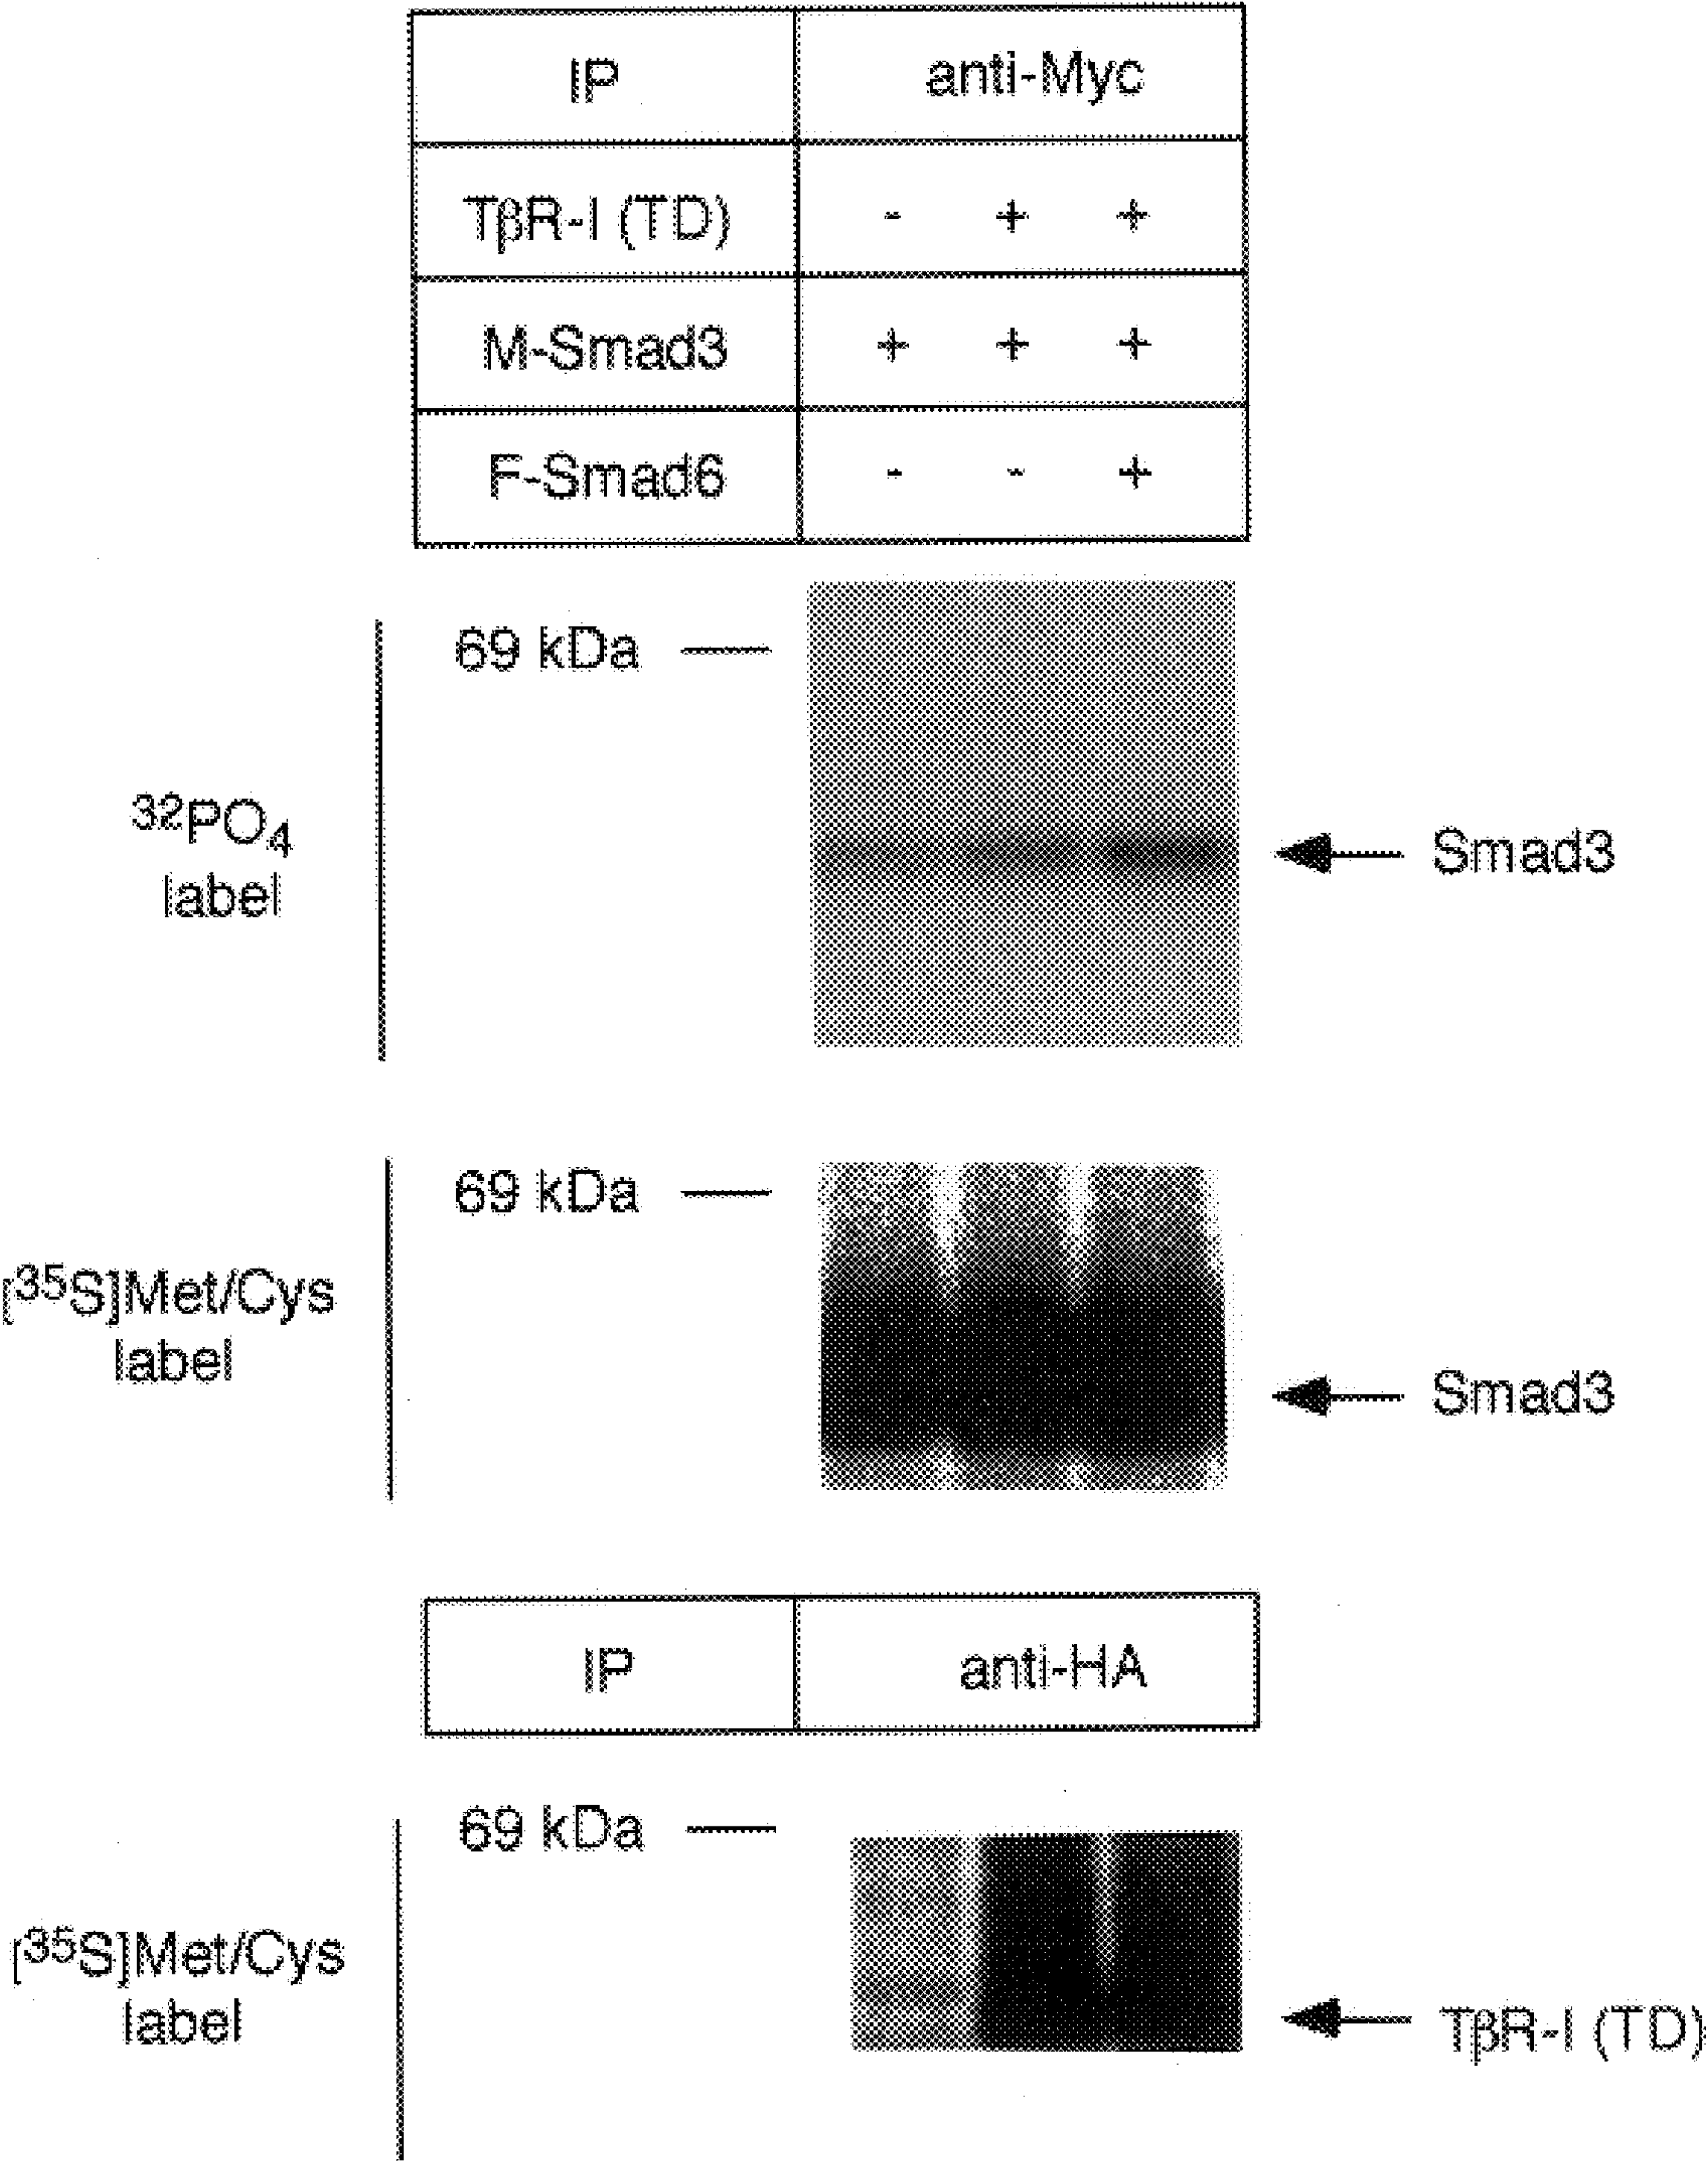 IP anti-Myc
TβR-I (TD) - + +
M-Smad3 + + +
F-Smad6 - - +
69 kDa
32PO4
label
Smad3
69 kDa
[35S]Met/Cys
label
Smad3
IP anti-HA
69 kDa
[35S]Met/Cys
label
TβR-I (TD)